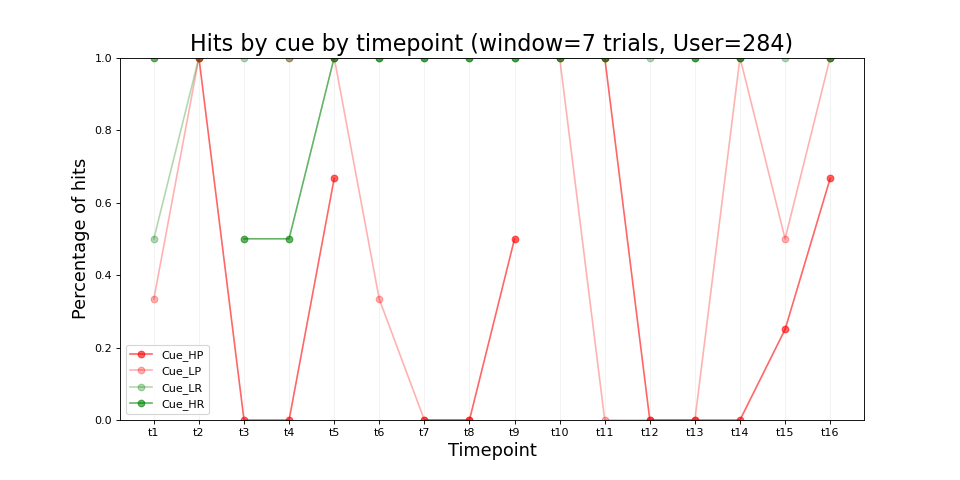 Hits by cue by timepoint (window=7 trials, User=284)
Percentage of hits
1.0
0.8
0.6
0.4
0.2
0.0
Cue_HP
Cue_LP
Cue_LR
Cue_HR
t1 t2 t3 t4 t5 t6 t7 t8 t9 t10 t11 t12 t13 t14 t15 t16
Timepoint